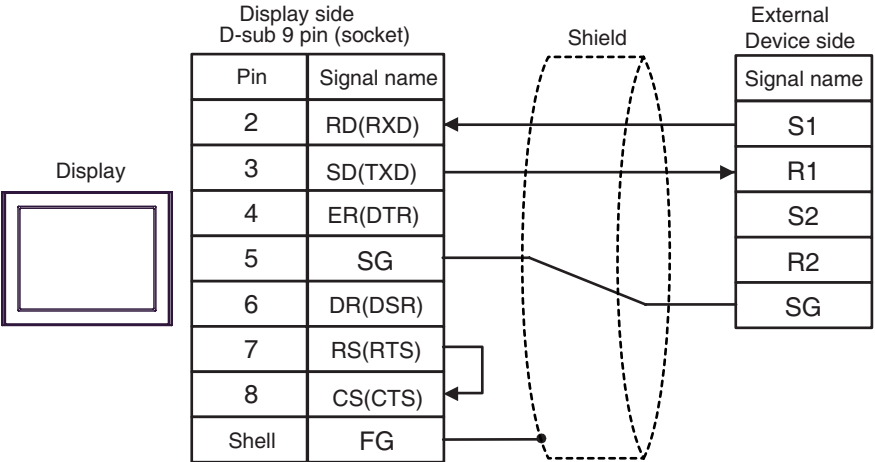 Display side
D-sub 9 pin (socket)
Shield
External
Device side
Pin Signal name
Signal name
2 RD(RXD)
S1
3 SD(TXD)
R1
Display
4 ER(DTR)
S2
5 SG
R2
6 DR(DSR)
SG
7 RS(RTS)
8 CS(CTS)
Shell FG